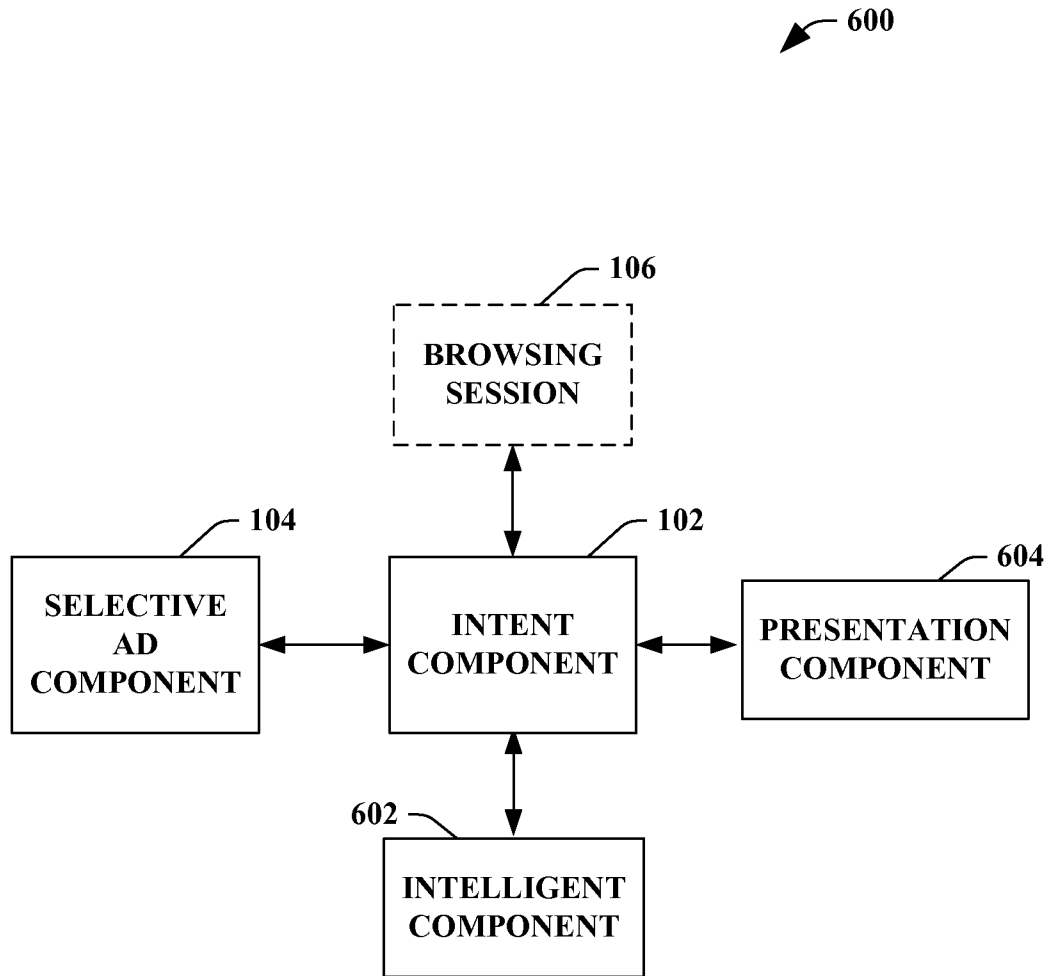 600
106
BROWSING
SESSION
104
102
604
SELECTIVE
AD
COMPONENT
INTENT
COMPONENT
PRESENTATION
COMPONENT
602
INTELLIGENT
COMPONENT